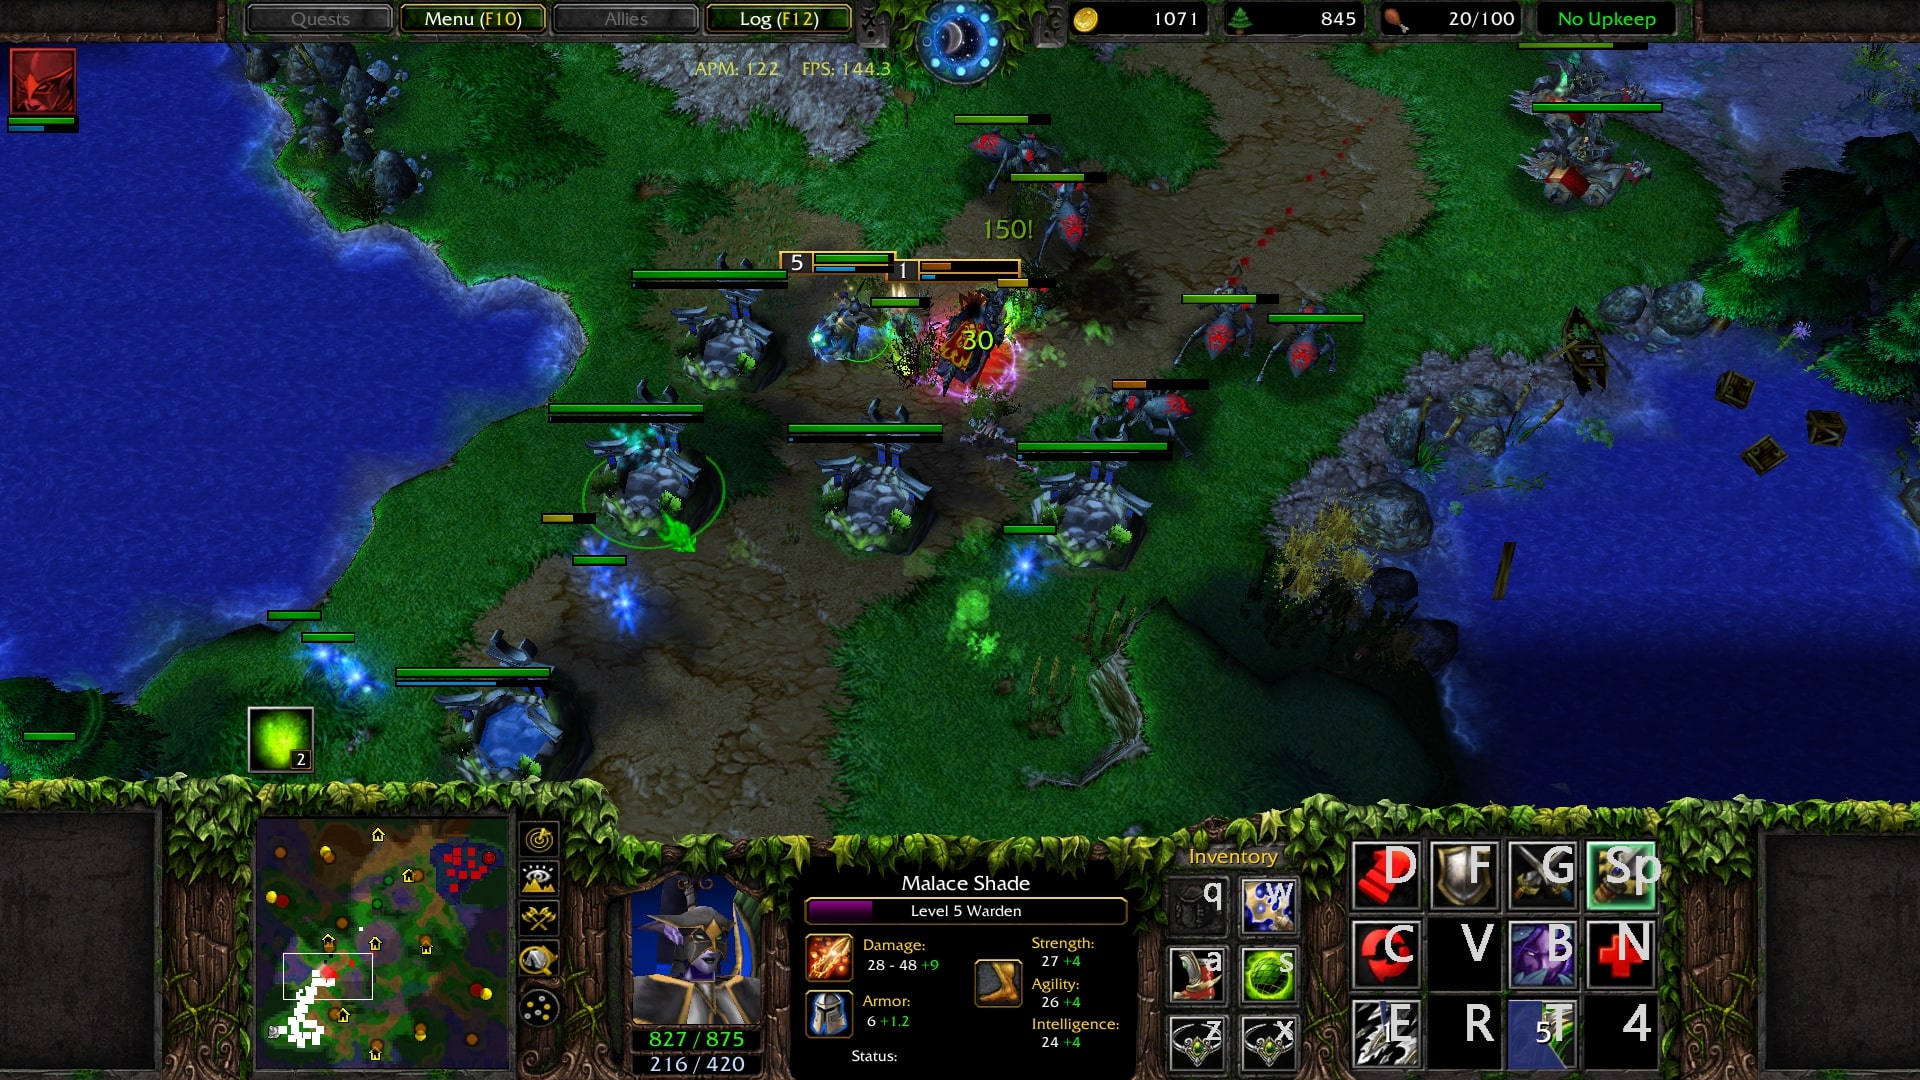 Quests
Menu (F10)
Allies
Log (F12)
1071
845
20/100
No Upkeep
APM: 122
FPS: 144.3
150!
5
1
30
2
Malace Shade
Level 5 Warden
Damage:
28 - 48 +9
Armor:
6 +1.2
Status:
Strength:
27 +4
Agility:
26 +4
Intelligence:
24 +4
827 / 875
216 / 420
Inventory
q
w
a
s
z
x
D
F
G
Sp
C
V
B
N
E
R
5
T
4